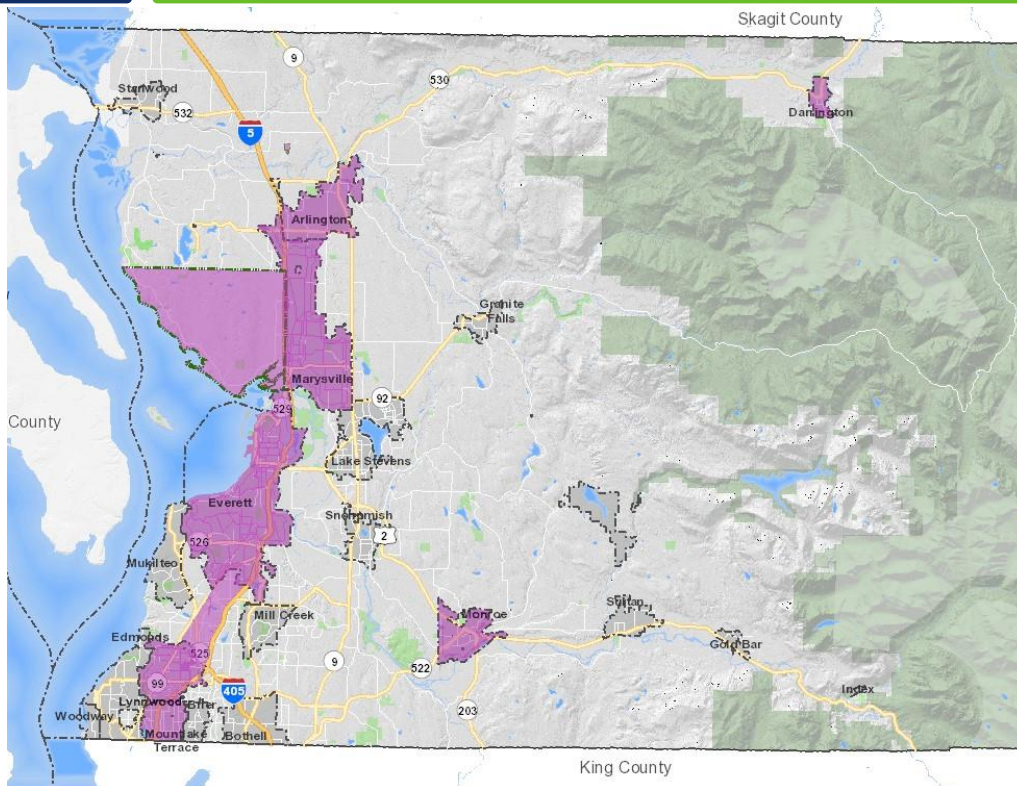 Skagit County
9
530
Stanwood
532
5
Darrington
Arlington
Granite
Falls
Marysville
92
529
County
Lake Stevens
Everett
Snohomish
2
526
Mukilteo
Mill Creek
Monroe
Sultan
Edmonds
525
Gold Bar
9
522
99
405
Index
Lynnwood
Brier
203
Woodway
Mountlake
Terrace
Bothell
King County